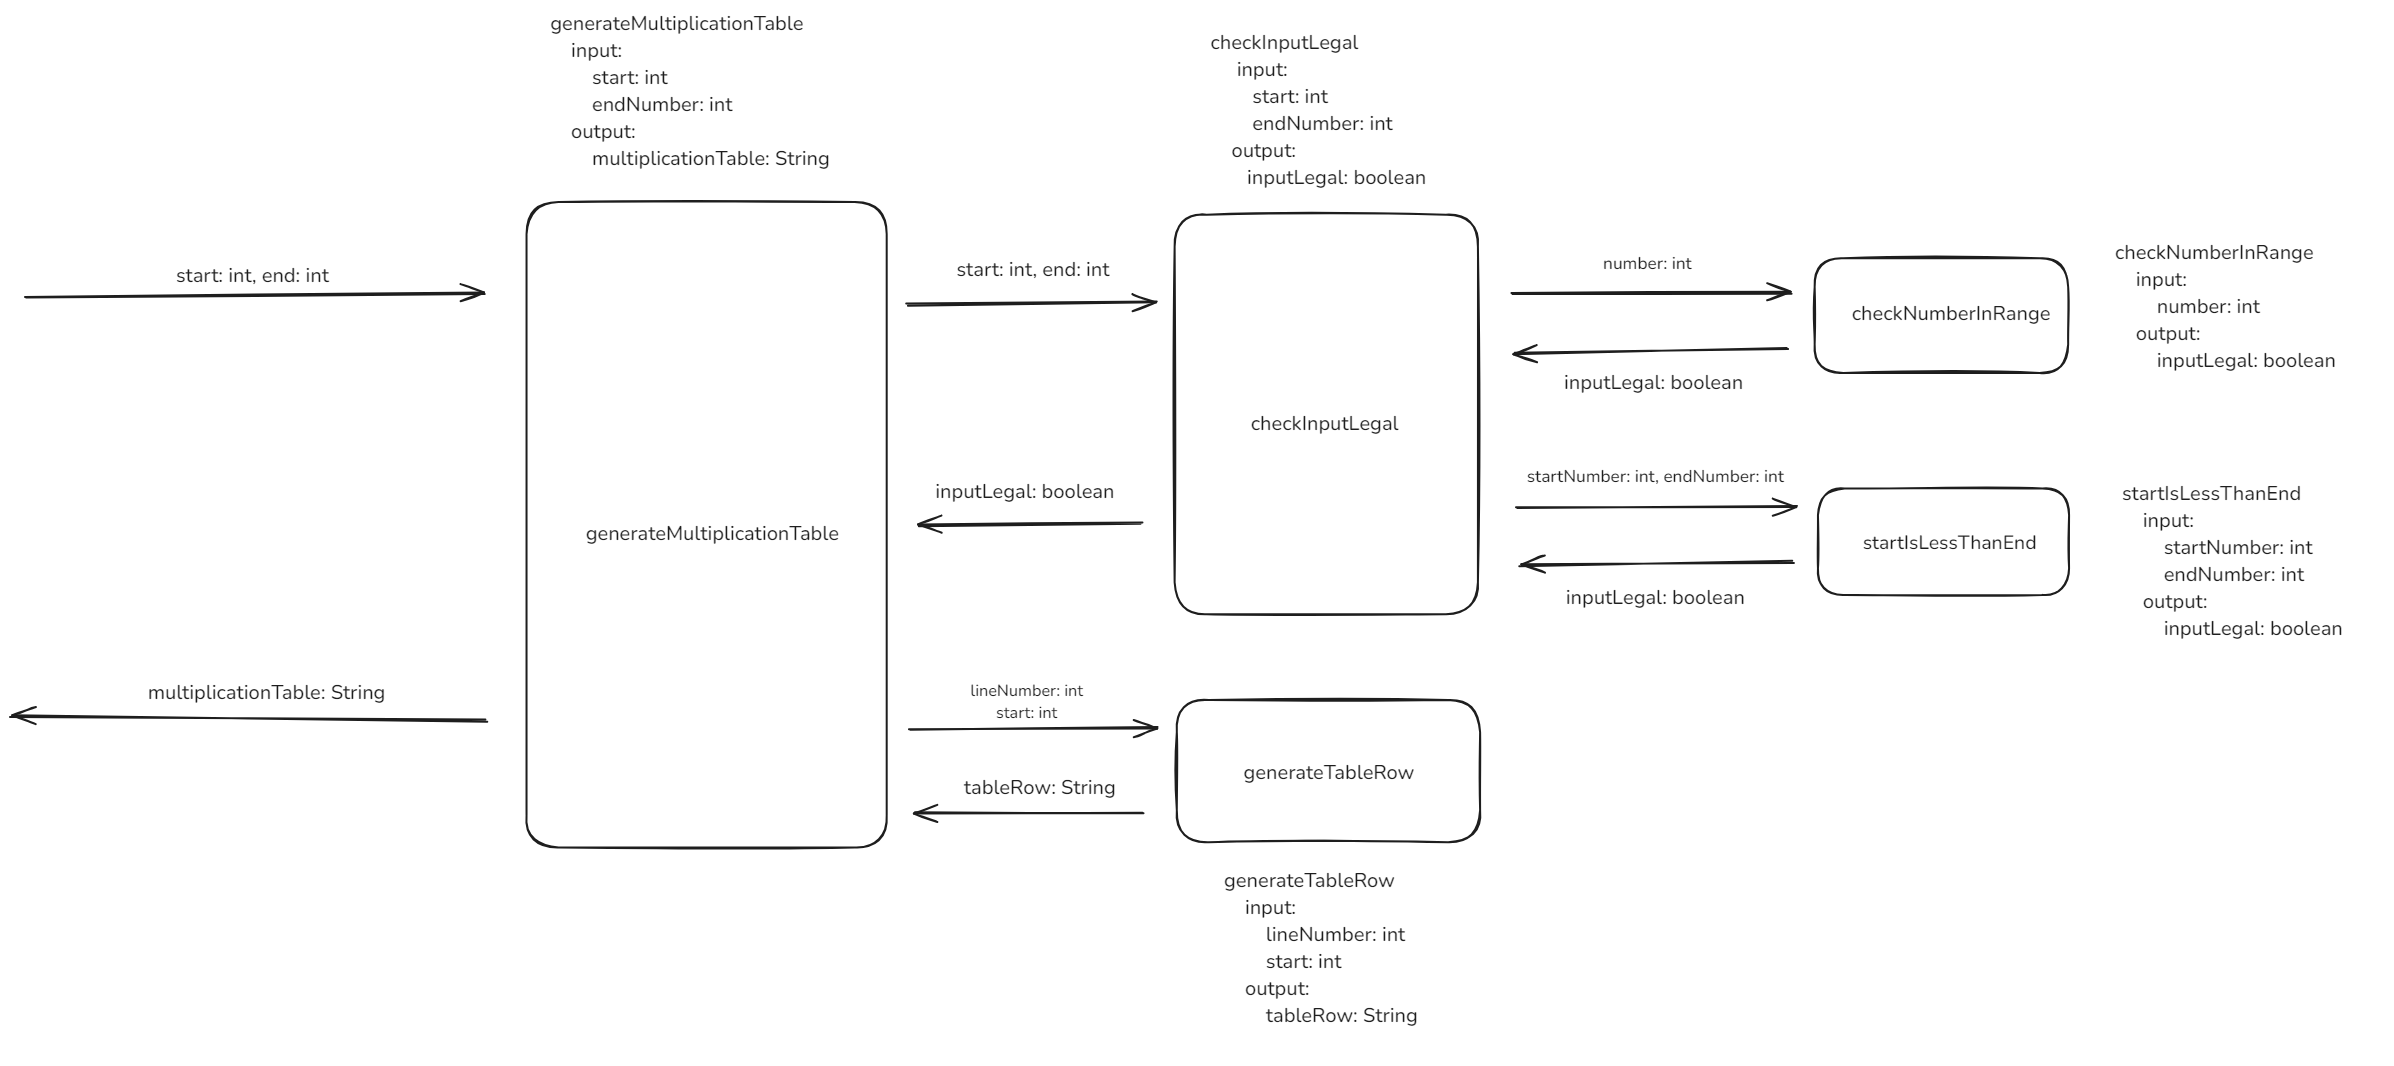 generateMultiplicationTable
input:
start: int
endNumber: int
output:
multiplicationTable: String
checkInputLegal
input:
start: int
endNumber: int
output:
inputLegal: boolean
start: int, end: int
multiplicationTable: String
generateMultiplicationTable
start: int, end: int
inputLegal: boolean
checkInputLegal
number: int
inputLegal: boolean
checkNumberInRange
checkNumberInRange
input:
number: int
output:
inputLegal: boolean
startNumber: int, endNumber: int
inputLegal: boolean
startIsLessThanEnd
startIsLessThanEnd
input:
startNumber: int
endNumber: int
output:
inputLegal: boolean
lineNumber: int
start: int
tableRow: String
generateTableRow
generateTableRow
input:
lineNumber: int
start: int
output:
tableRow: String